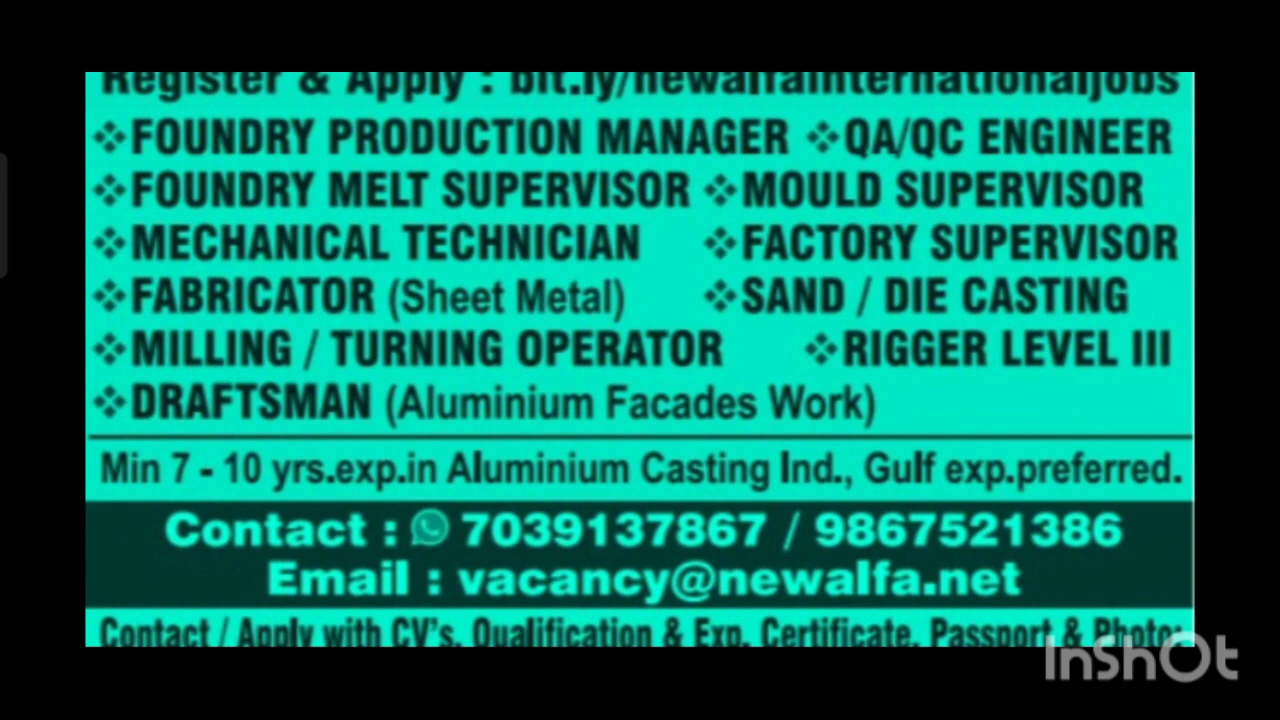 Register & Apply : bit.ly/newalfainternationaljobs
❖FOUNDRY PRODUCTION MANAGER ❖QA/QC ENGINEER
❖FOUNDRY MELT SUPERVISOR ❖MOULD SUPERVISOR
❖MECHANICAL TECHNICIAN ❖FACTORY SUPERVISOR
❖FABRICATOR (Sheet Metal) ❖SAND / DIE CASTING
❖MILLING / TURNING OPERATOR ❖RIGGER LEVEL III
❖DRAFTSMAN (Aluminium Facades Work)
Min 7 - 10 yrs.exp.in Aluminium Casting Ind., Gulf exp.preferred.
Contact : 7039137867 / 9867521386
Email : vacancy@newalfa.net
Contact / Apply with CV's, Qualification & Exp. Certificate, Passport & Photo:
InShOt